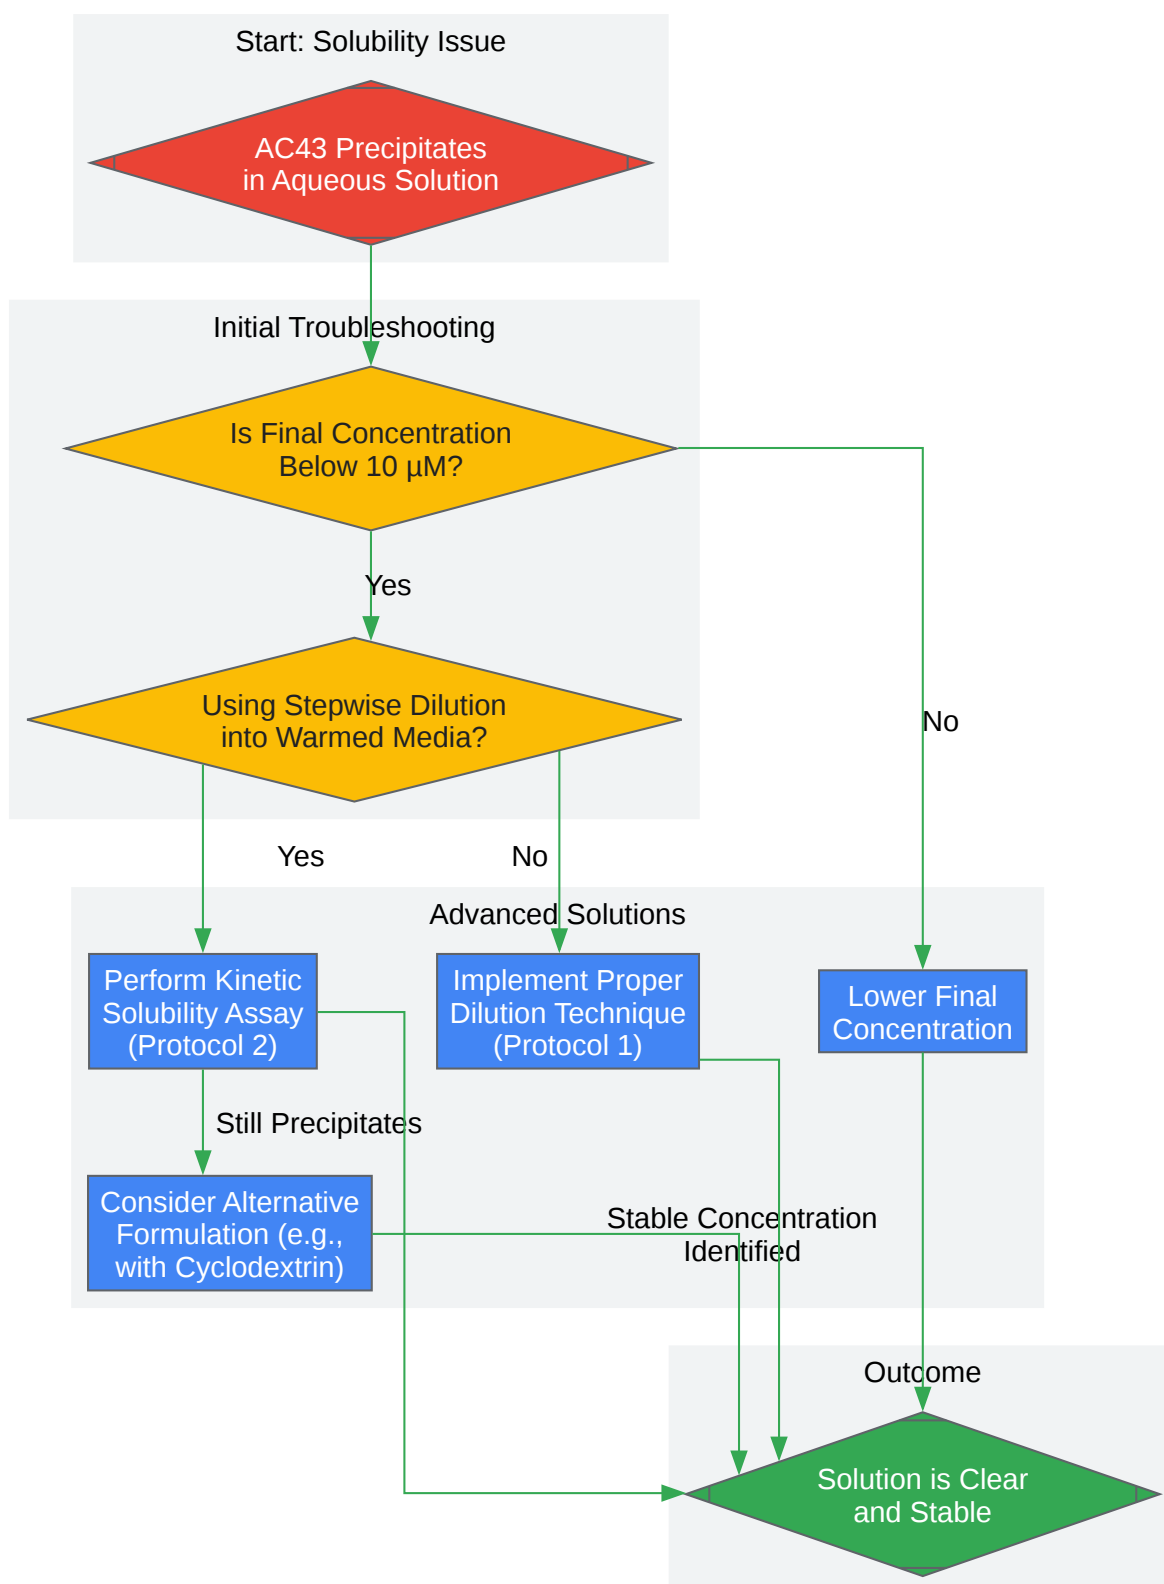 Start: Solubility Issue
AC43 Precipitates
in Aqueous Solution
Initial Troubleshooting
Is Final Concentration
Below 10 µM?
Yes
Using Stepwise Dilution
into Warmed Media?
No
Yes
No
Advanced Solutions
Perform Kinetic
Solubility Assay
(Protocol 2)
Implement Proper
Dilution Technique
(Protocol 1)
Lower Final
Concentration
Still Precipitates
Consider Alternative
Formulation (e.g.,
with Cyclodextrin)
Stable Concentration
Identified
Outcome
Solution is Clear
and Stable